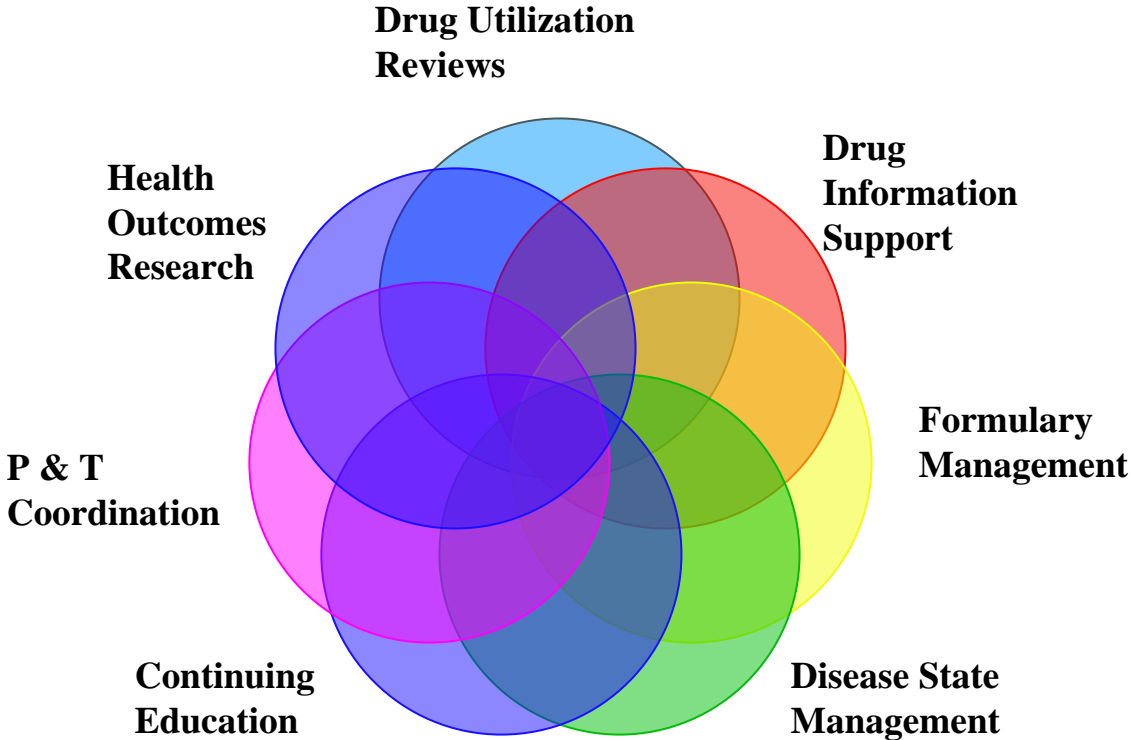 Drug Utilization
Reviews
Drug
Information
Support
Health
Outcomes
Research
Formulary
Management
P & T
Coordination
Continuing
Education
Disease State
Management